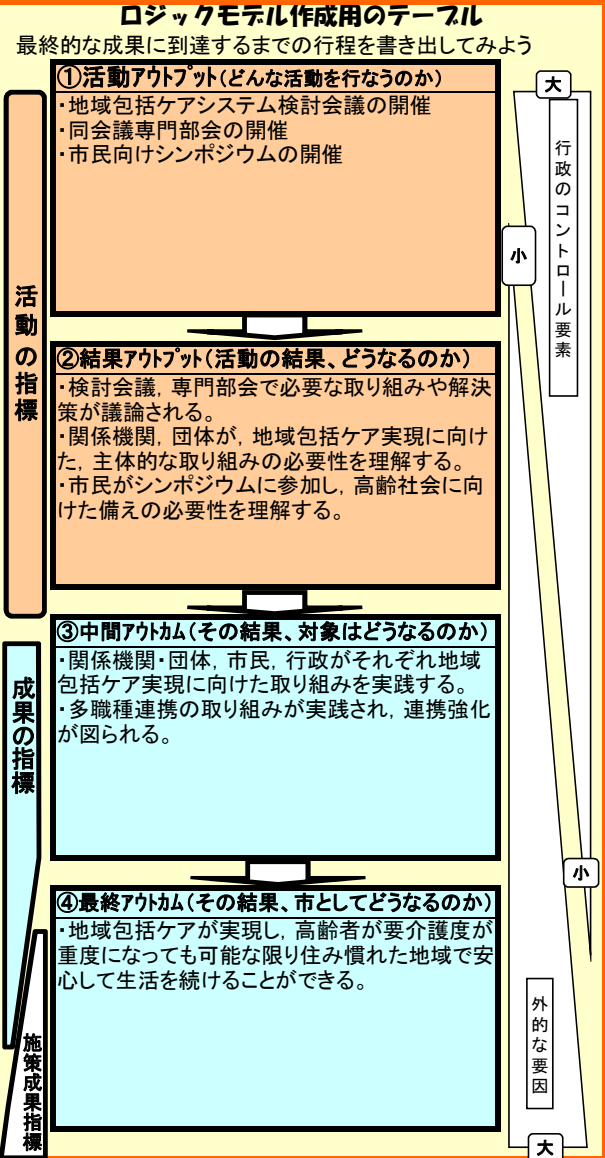 ロジックモデル作成用のテーブル
最終的な成果に到達するまでの行程を書き出してみよう
①活動アウトプット(どんな活動を行なうのか)
・地域包括ケアシステム検討会議の開催
・同会議専門部会の開催
・市民向けシンポジウムの開催
②結果アウトプット(活動の結果、どうなるのか)
・検討会議,専門部会で必要な取り組みや解決
策が議論される。
・関係機関,団体が,地域包括ケア実現に向け
た,主体的な取り組みの必要性を理解する。
・市民がシンポジウムに参加し,高齢社会に向
けた備えの必要性を理解する。
③中間アウトカム(その結果、対象はどうなるのか)
・関係機関・団体,市民,行政がそれぞれ地域
包括ケア実現に向けた取り組みを実践する。
・多職種連携の取り組みが実践され,連携強化
が図られる。
④最終アウトカム(その結果、市としてどうなるのか)
・地域包括ケアが実現し,高齢者が要介護度が
重度になっても可能な限り住み慣れた地域で安
心して生活を続けることができる。
活動の指標
成果の指標
施策成果指標
大
行政のコントロール要素
小
小
外的な要因
大